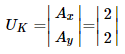 U_K = | A_x | = | 2 |
| A_y | | 2 |